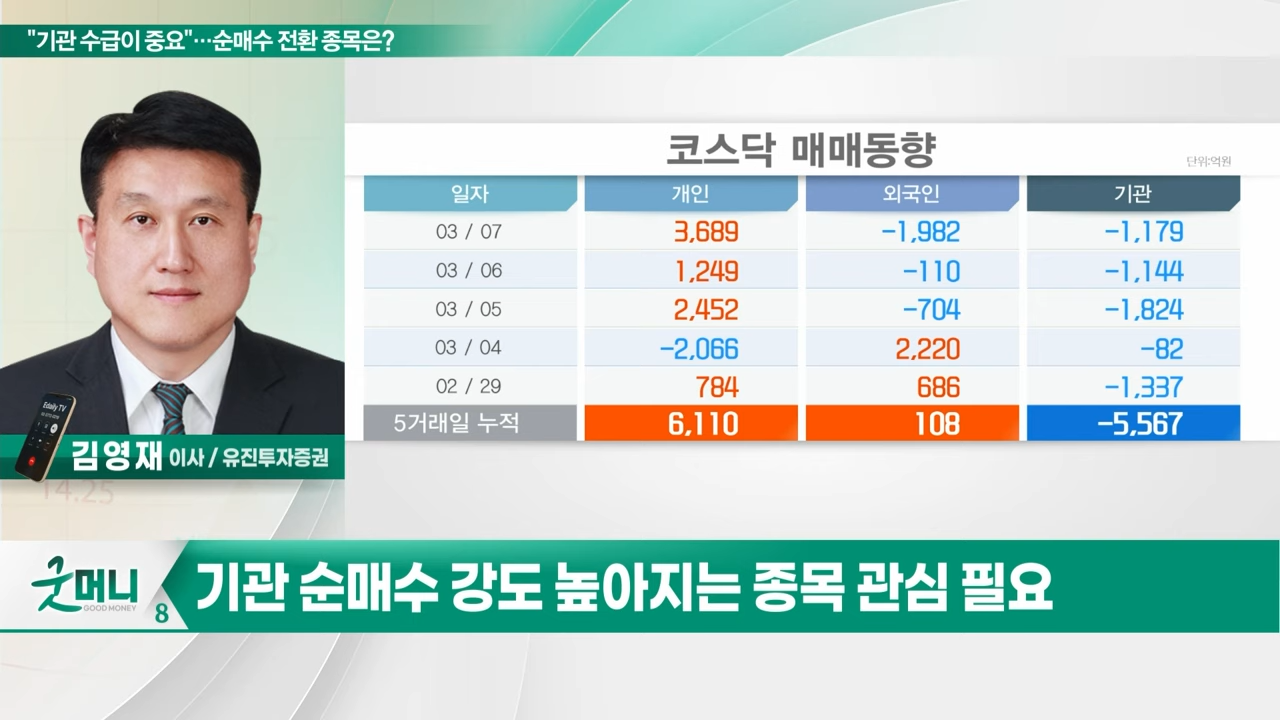 "기관 수급이 중요"…순매수 전환 종목은?
코스닥 매매동향
단위:억원
일자 개인 외국인 기관
03 / 07 3,689 -1,982 -1,179
03 / 06 1,249 -110 -1,144
03 / 05 2,452 -704 -1,824
03 / 04 -2,066 2,220 -82
02 / 29 784 686 -1,337
5거래일 누적 6,110 108 -5,567
Edaily TV
김영재 이사 / 유진투자증권
14.25
굿머니
GOOD MONEY
8
기관 순매수 강도 높아지는 종목 관심 필요